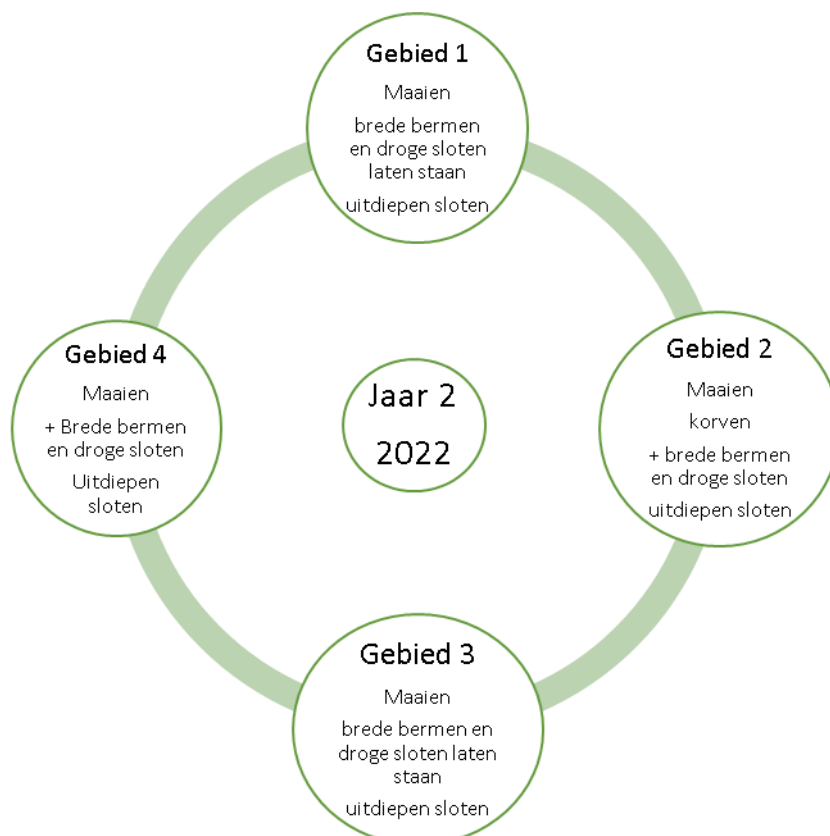 Gebied 1
Maaien
brede bermen
en droge sloten
laten staan
uitdiepen sloten
Gebied 2
Maaien
korven
+ brede bermen
en droge sloten
uitdiepen sloten
Gebied 3
Maaien
brede bermen en
droge sloten laten
staan
uitdiepen sloten
Gebied 4
Maaien
+ Brede bermen
en droge sloten
Uitdiepen
sloten
Jaar 2
2022